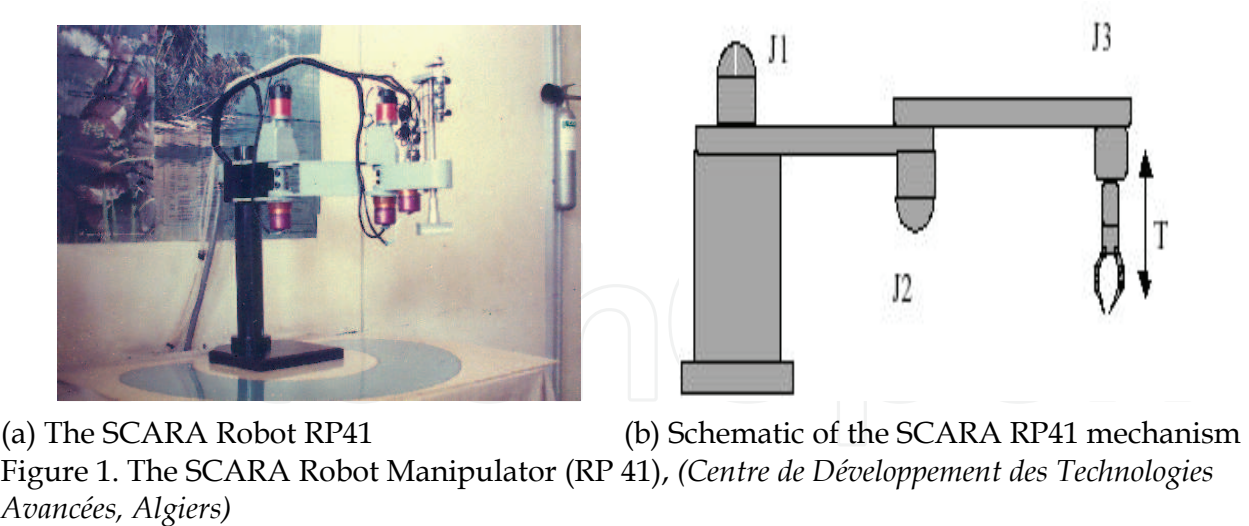 J1
J3
T
J2
(a) The SCARA Robot RP41 (b) Schematic of the SCARA RP41 mechanism
Figure 1. The SCARA Robot Manipulator (RP 41), (Centre de Développement des Technologies
Avancées, Algiers)